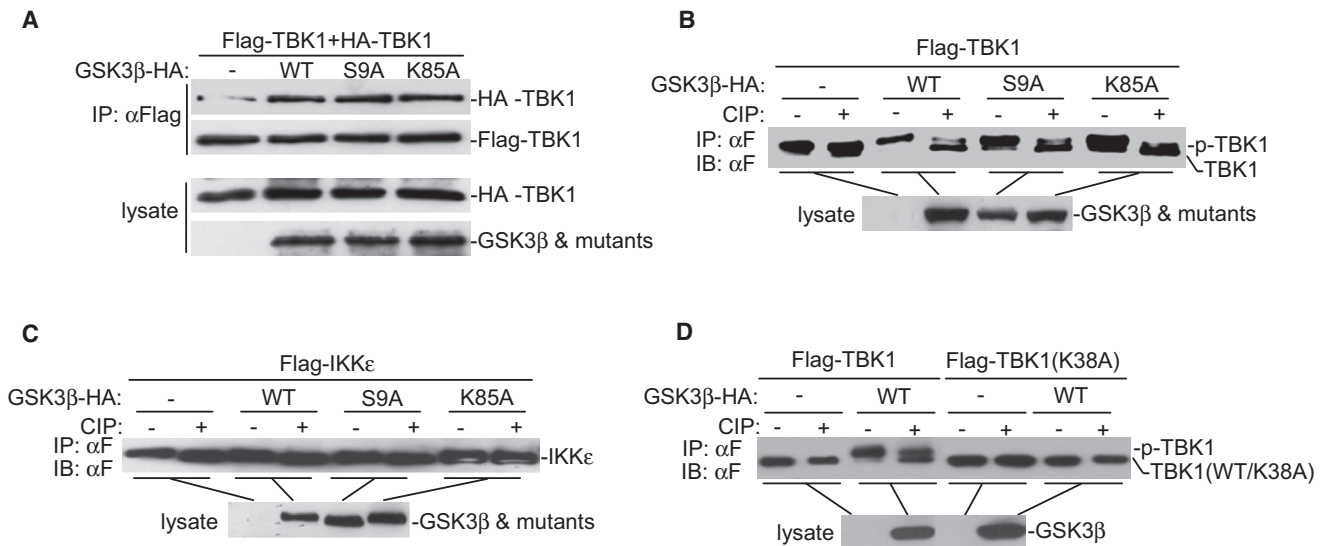 A
Flag-TBK1+HA-TBK1
GSK3β-HA: - WT S9A K85A
IP: αFlag
-HA -TBK1
-Flag-TBK1
lysate
-HA -TBK1
-GSK3β & mutants
B
Flag-TBK1
GSK3β-HA: - WT S9A K85A
CIP: - + - + - + - +
IP: αF
IB: αF
-p-TBK1
TBK1
lysate
-GSK3β & mutants
C
Flag-IKKε
GSK3β-HA: - WT S9A K85A
CIP: - + - + - + - +
IP: αF
IB: αF
-IKKε
lysate
-GSK3β & mutants
D
Flag-TBK1 Flag-TBK1(K38A)
GSK3β-HA: - WT - WT
CIP: - + - + - + - +
IP: αF
IB: αF
-p-TBK1
TBK1(WT/K38A)
lysate
-GSK3β